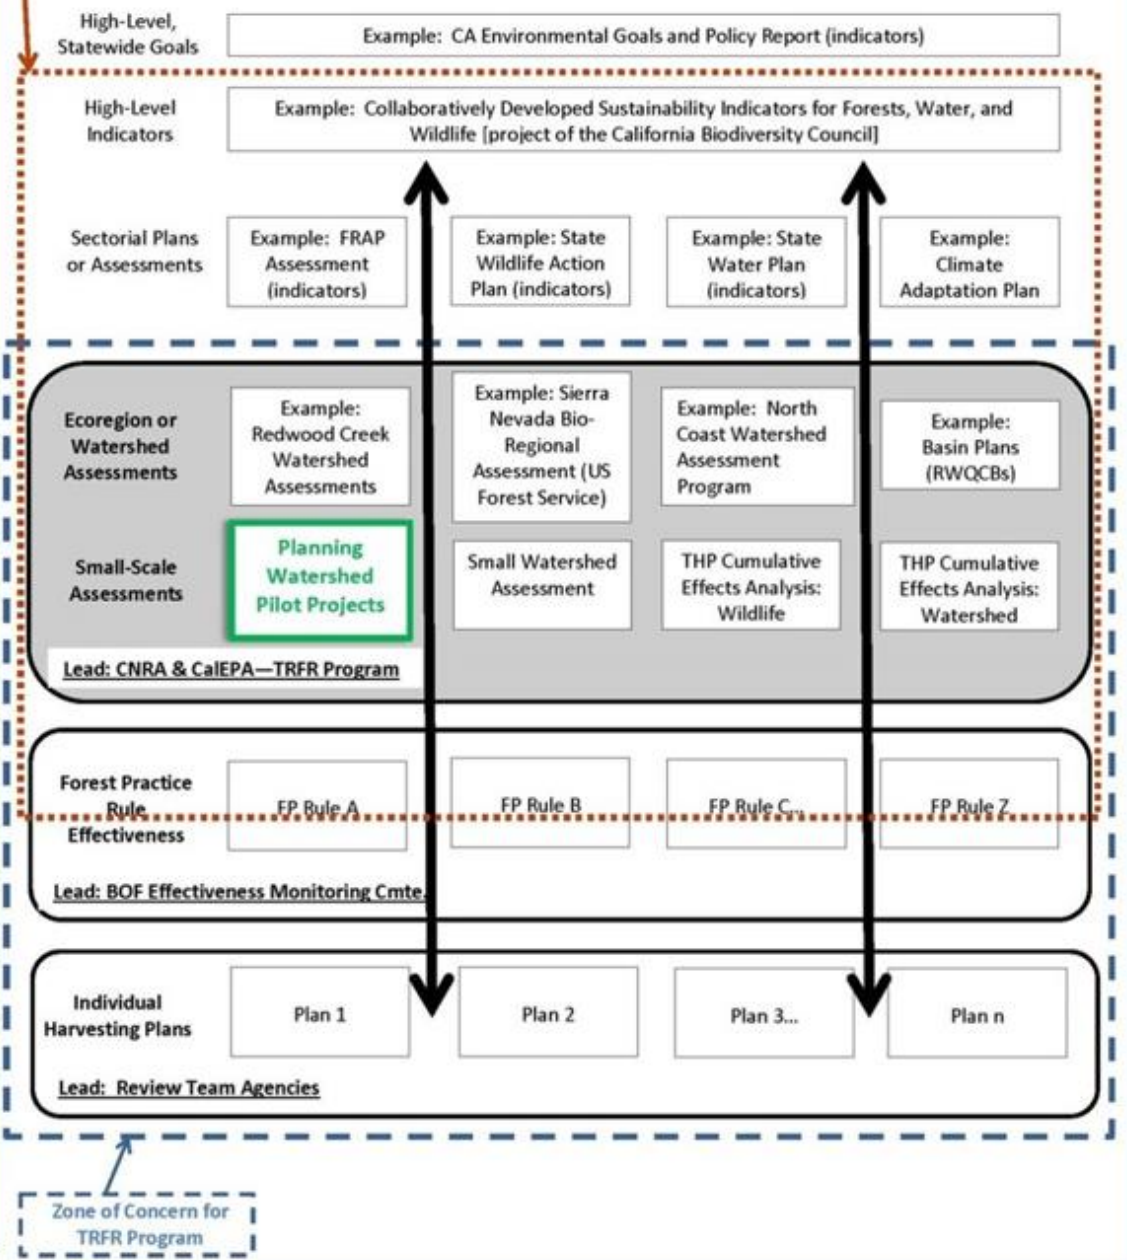 High-Level,
Statewide Goals
Example: CA Environmental Goals and Policy Report (indicators)
High-Level
Indicators
Example: Collaboratively Developed Sustainability Indicators for Forests, Water, and
Wildlife [project of the California Biodiversity Council]
Sectorial Plans
or Assessments
Example: FRAP
Assessment
(indicators)
Example: State
Wildlife Action
Plan (indicators)
Example: State
Water Plan
(indicators)
Example:
Climate
Adaptation Plan
Ecoregion or
Watershed
Assessments
Example:
Redwood Creek
Watershed
Assessments
Example: Sierra
Nevada Bio-
Regional
Assessment (US
Forest Service)
Example: North
Coast Watershed
Assessment
Program
Example:
Basin Plans
(RWQCBs)
Small-Scale
Assessments
Planning
Watershed
Pilot Projects
Small Watershed
Assessment
THP Cumulative
Effects Analysis:
Wildlife
THP Cumulative
Effects Analysis:
Watershed
Lead: CNRA & CalEPA—TRFR Program
Forest Practice
Rule
Effectiveness
FP Rule A
FP Rule B
FP Rule C...
FP Rule Z
Lead: BOF Effectiveness Monitoring Cmte.
Individual
Harvesting Plans
Plan 1
Plan 2
Plan 3...
Plan n
Lead: Review Team Agencies
Zone of Concern for
TRFR Program